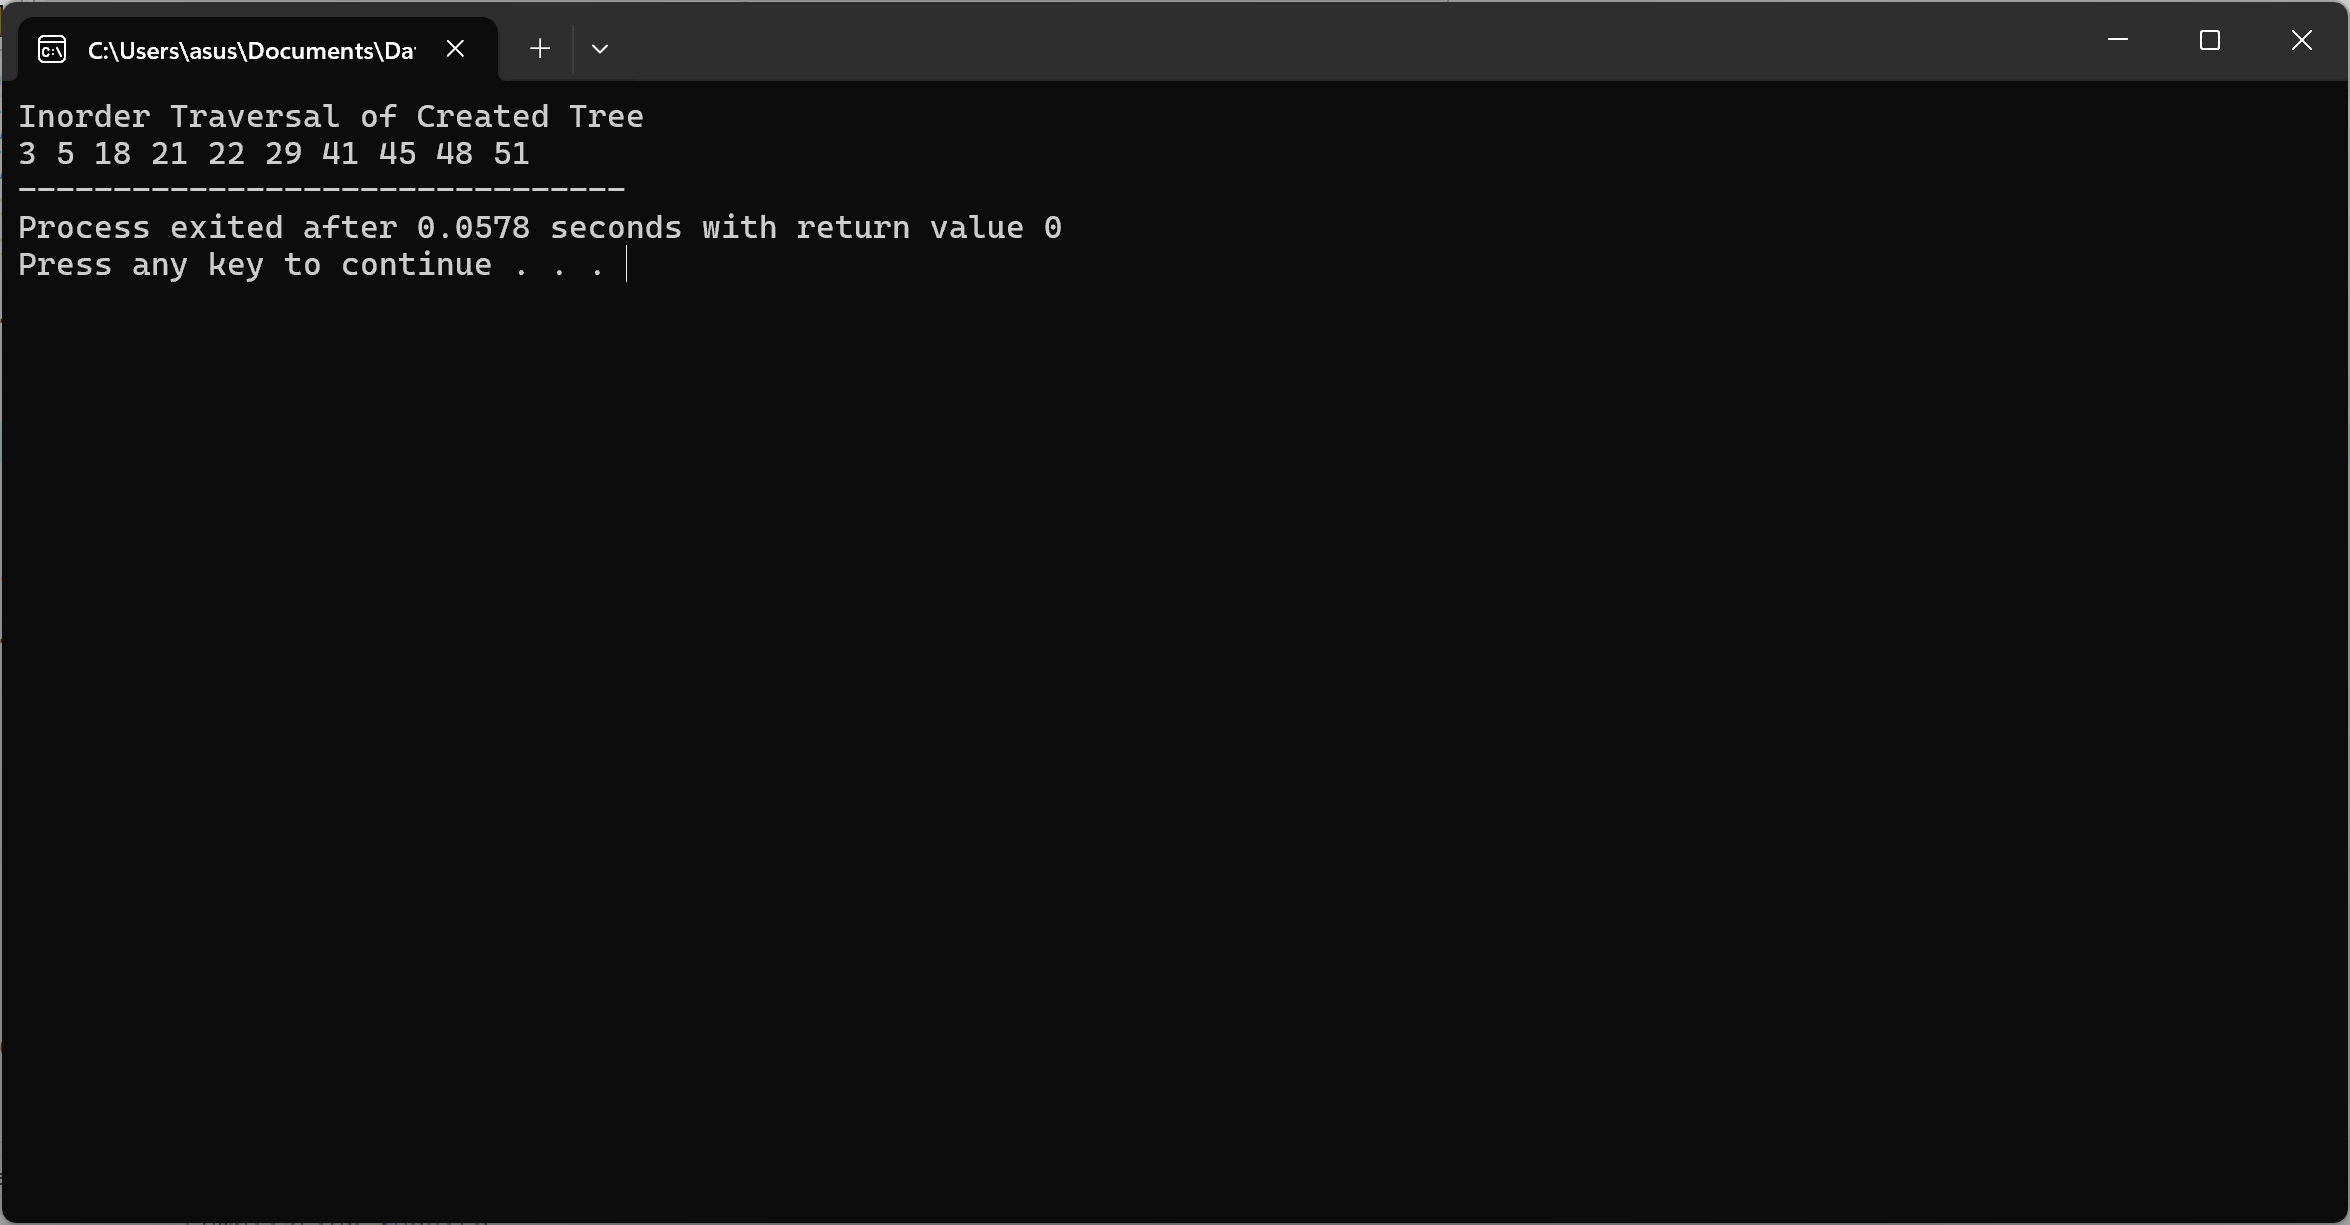 C:\Users\asus\Documents\Da
Inorder Traversal of Created Tree
3 5 18 21 22 29 41 45 48 51
--------------------------------
Process exited after 0.0578 seconds with return value 0
Press any key to continue . . .